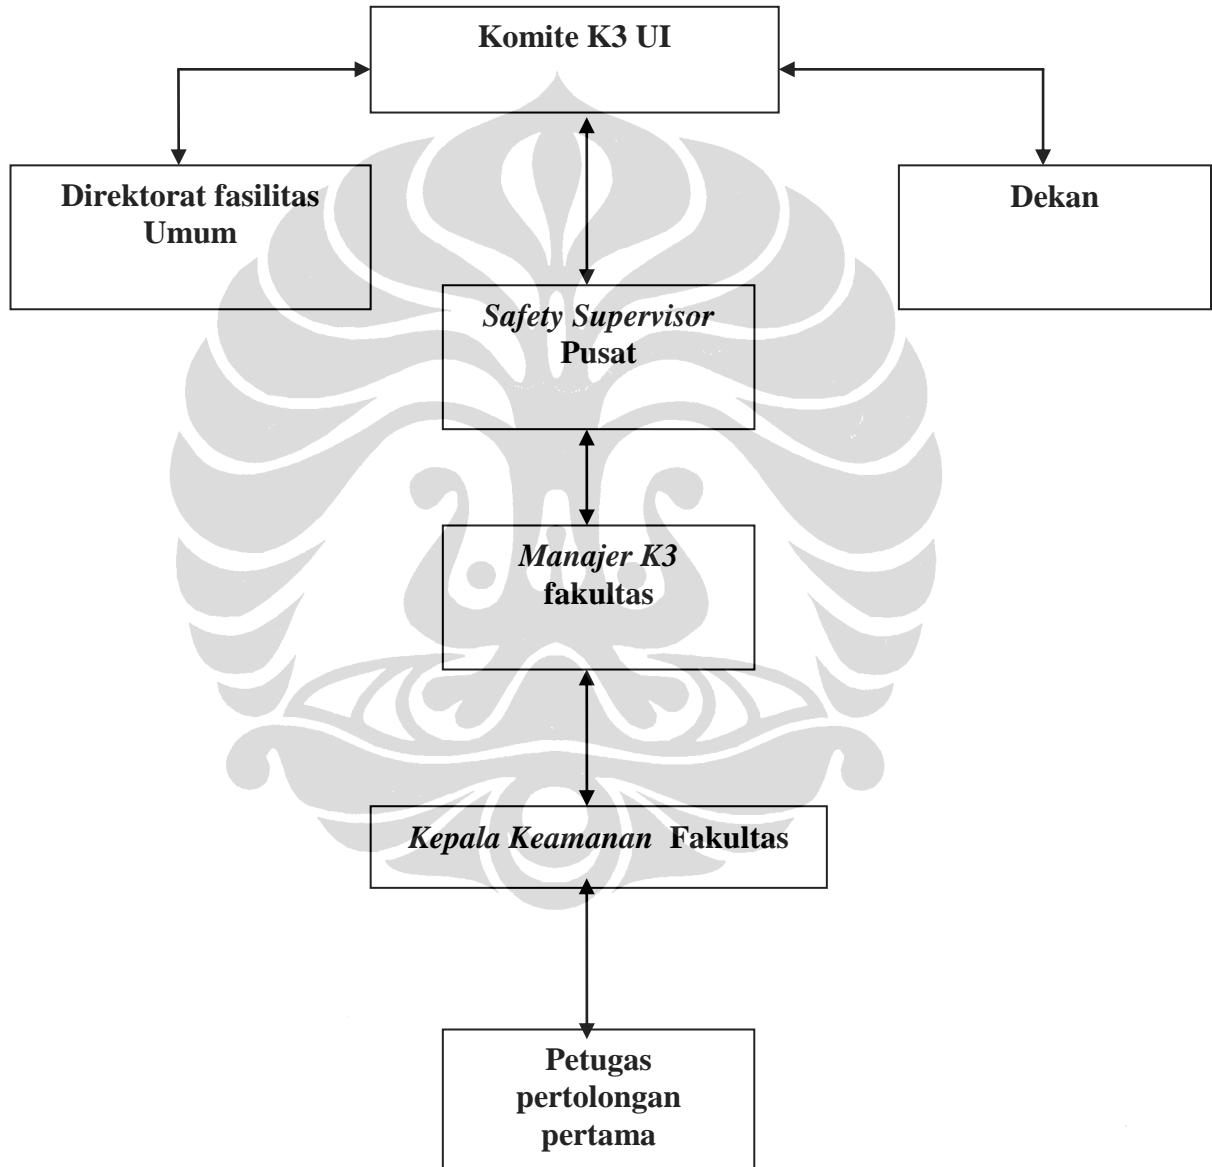 Komite K3 UI
Direktorat fasilitas
Umum
Dekan
Safety Supervisor
Pusat
Manajer K3
fakultas
Kepala Keamanan Fakultas
Petugas
pertolongan
pertama